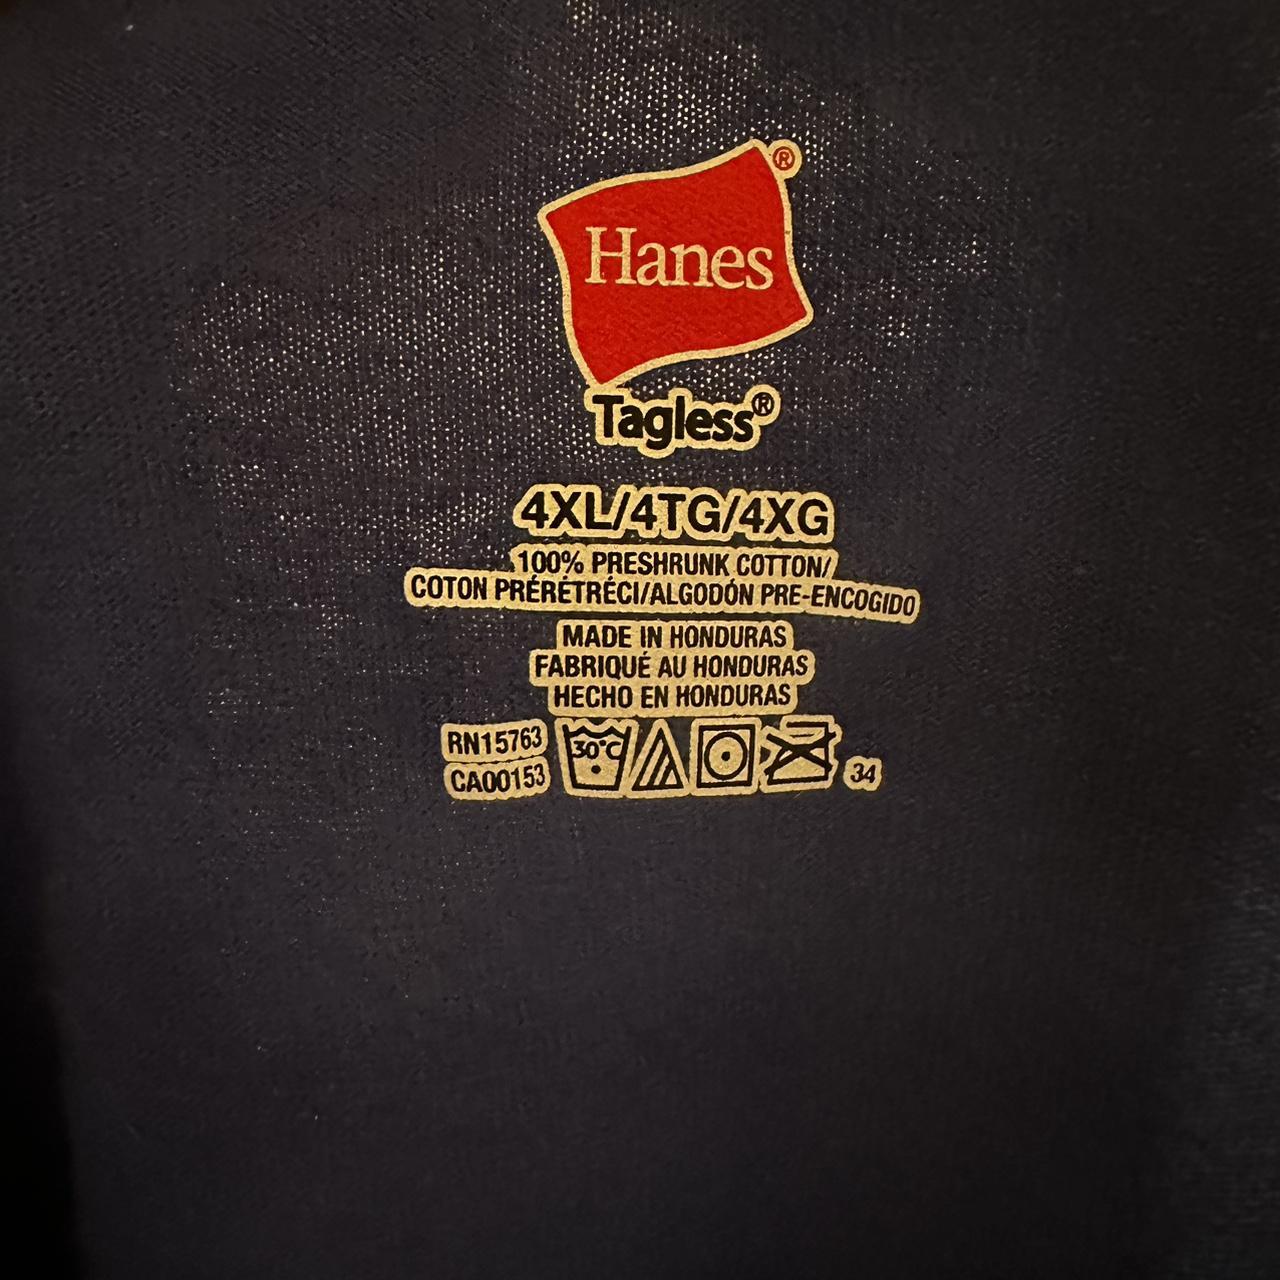 Hanes®
Tagless®
4XL/4TG/4XG
100% PRESHRUNK COTTON/
COTON PRÉRÉTRÉCI/ALGODÓN PRE-ENCOGIDO
MADE IN HONDURAS
FABRIQUÉ AU HONDURAS
HECHO EN HONDURAS
RN15763
CA00153
30°C
34